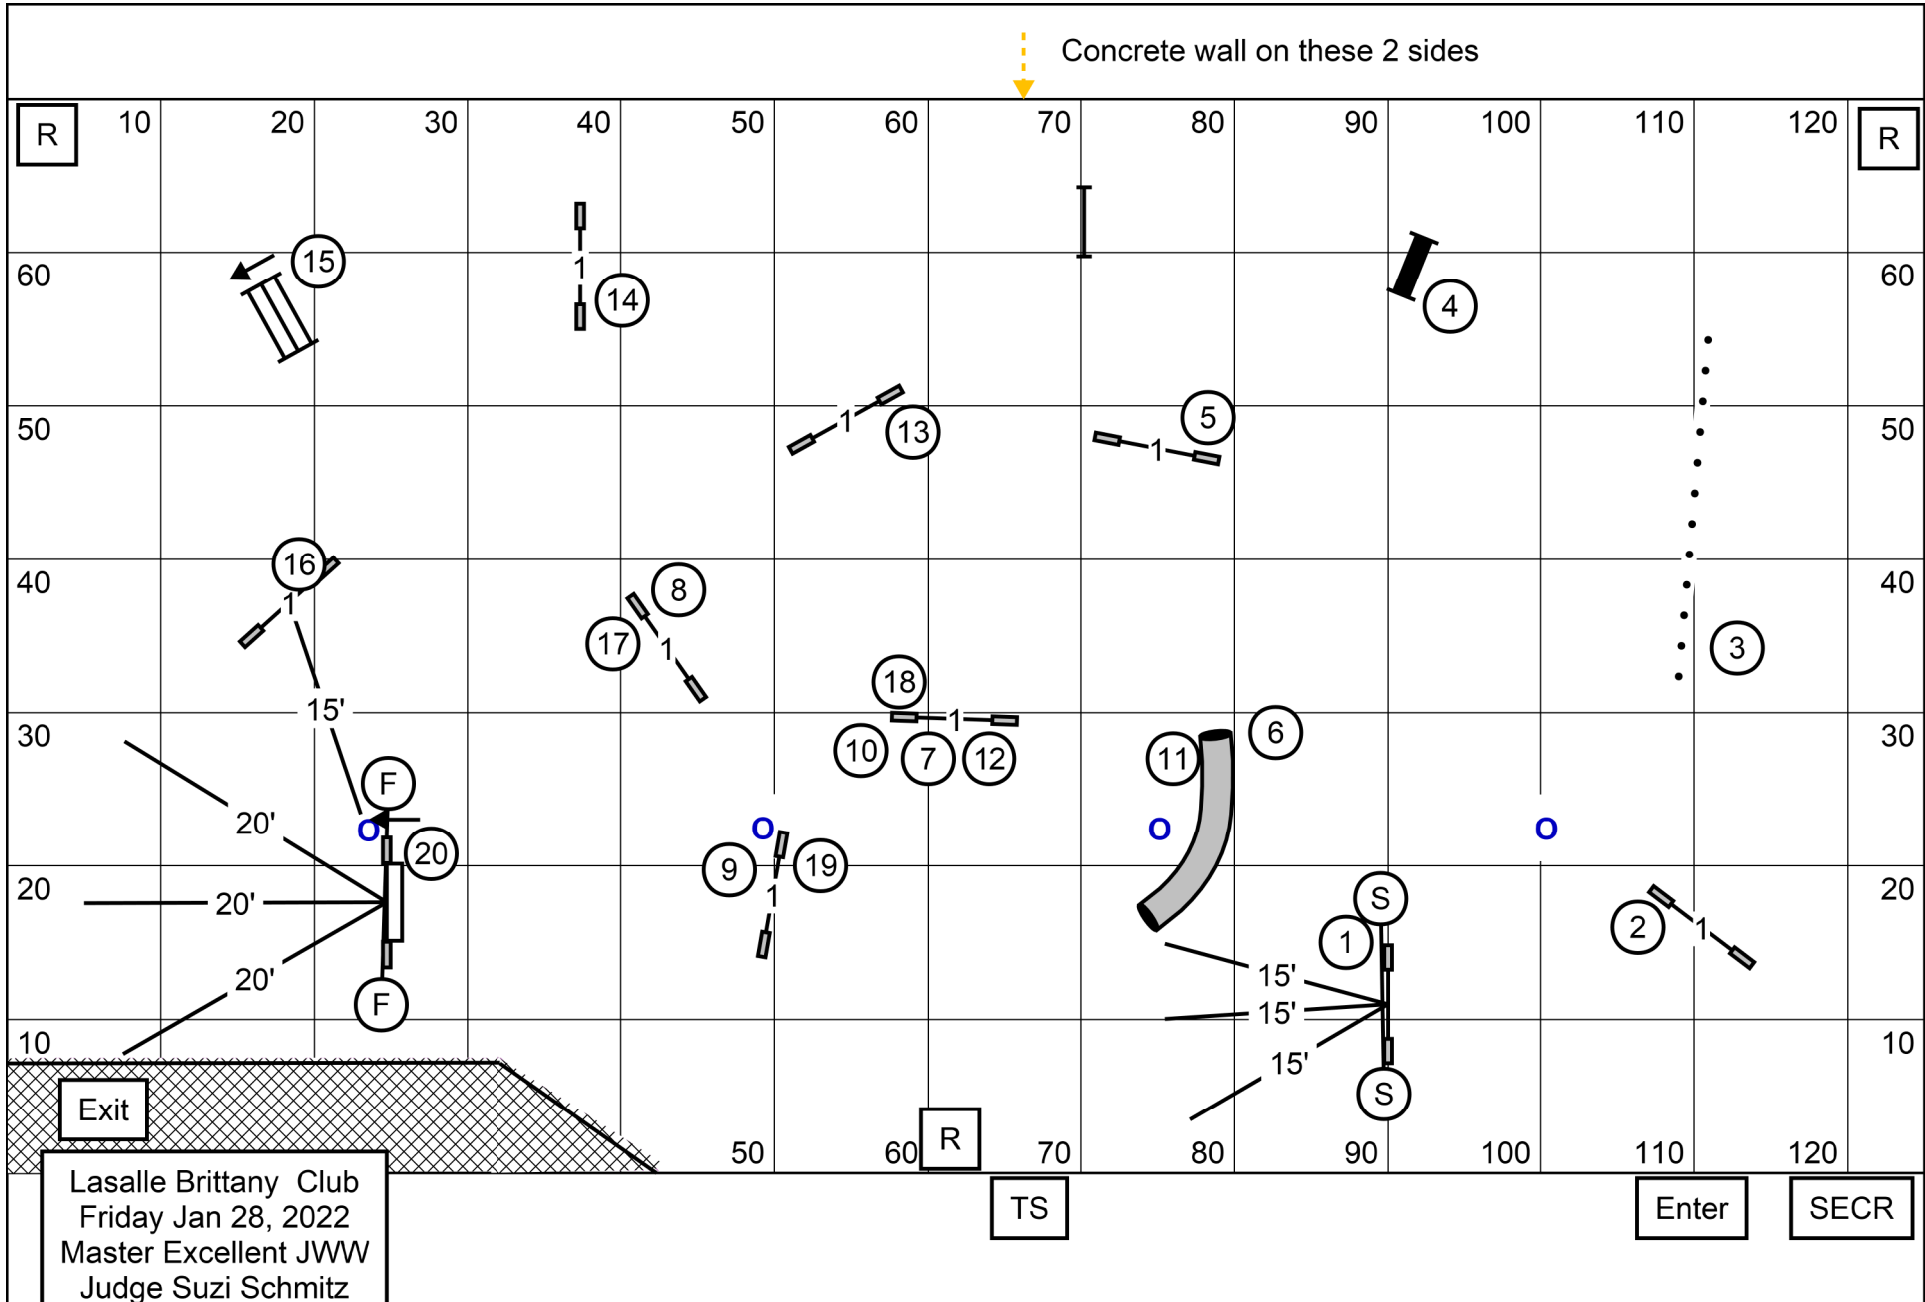 Concrete wall on these 2 sides
R 10 20 30 40 50 60 70 80 90 100 110 120 R
60 15 1 14 4 60
50 1 13 5 1 50
16 1 40 8 17 1 40 3
15' 18 1 30 10 7 12 11 6 30
F 20' O 20 O O O
20 20' 9 19 1 S 1 2 1 20
20' F 15' 15' 15'
10 S 10
Exit 50 60 R 70 80 90 100 110 120
TS Enter SECR
Lasalle Brittany Club
Friday Jan 28, 2022
Master Excellent JWW
Judge Suzi Schmitz